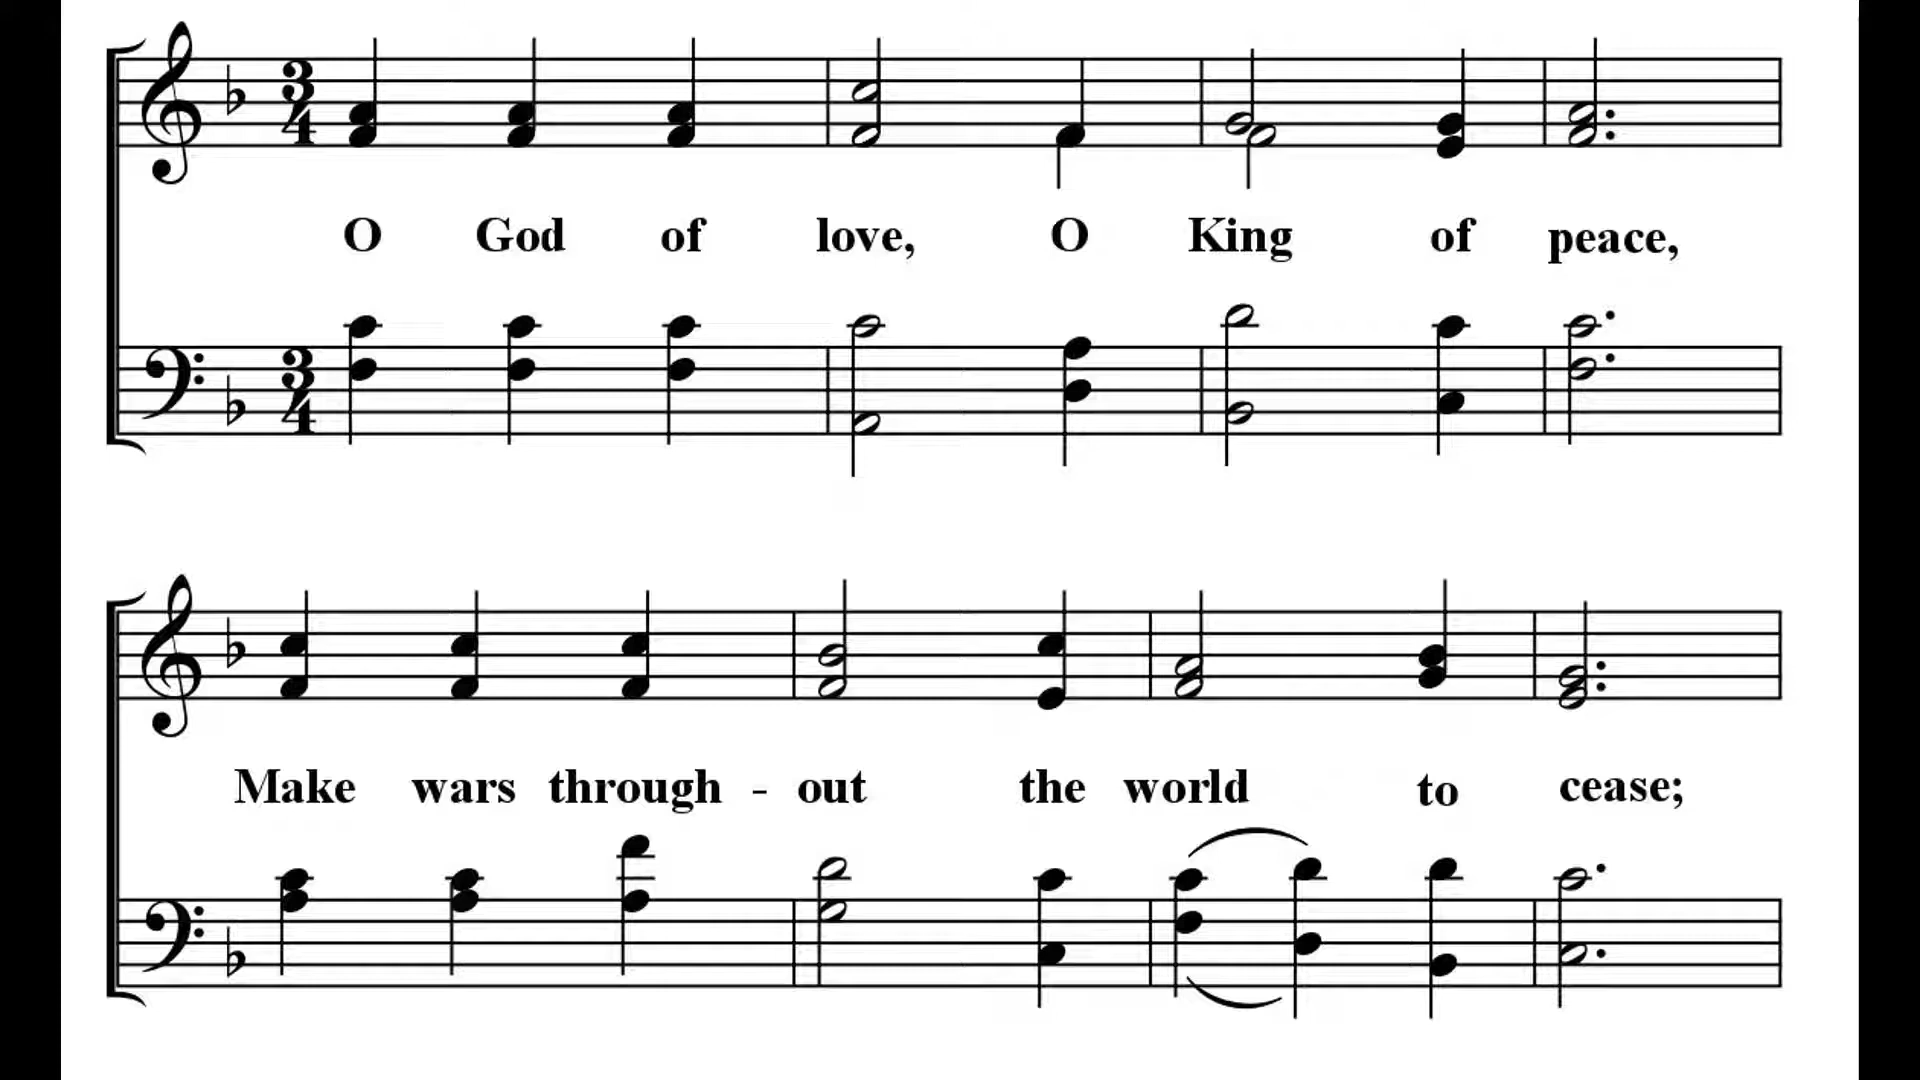 O God of love, O King of peace,
Make wars through - out the world to cease;